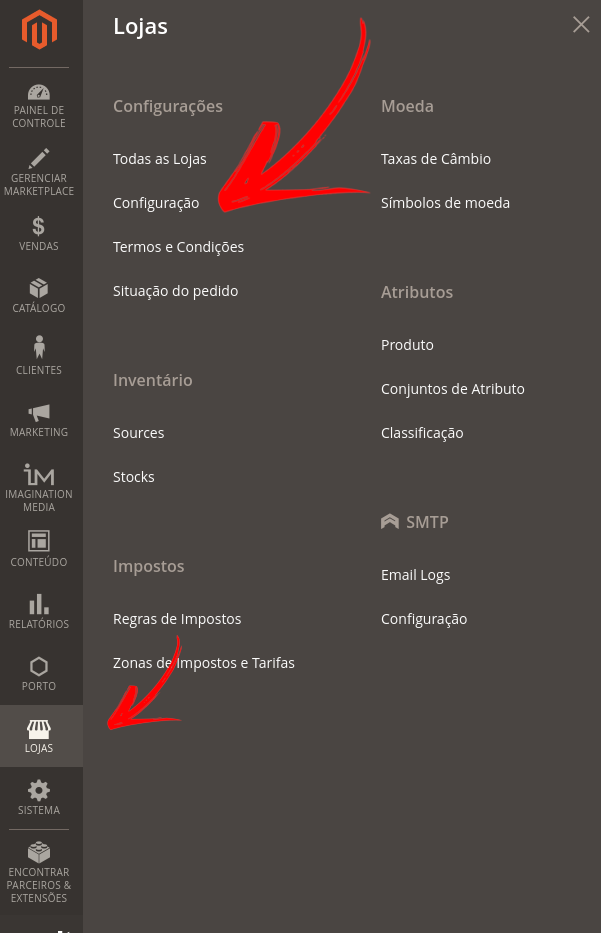 PAINEL DE
CONTROLE
GERENCIAR
MARKETPLACE
VENDAS
CATÁLOGO
CLIENTES
MARKETING
IMAGINATION
MEDIA
CONTEÚDO
RELATÓRIOS
PORTO
LOJAS
SISTEMA
ENCONTRAR
PARCEIROS &
EXTENSÕES
Lojas
Configurações
Todas as Lojas
Configuração
Termos e Condições
Situação do pedido
Inventário
Sources
Stocks
Impostos
Regras de Impostos
Zonas de Impostos e Tarifas
Moeda
Taxas de Câmbio
Símbolos de moeda
Atributos
Produto
Conjuntos de Atributo
Classificação
SMTP
Email Logs
Configuração